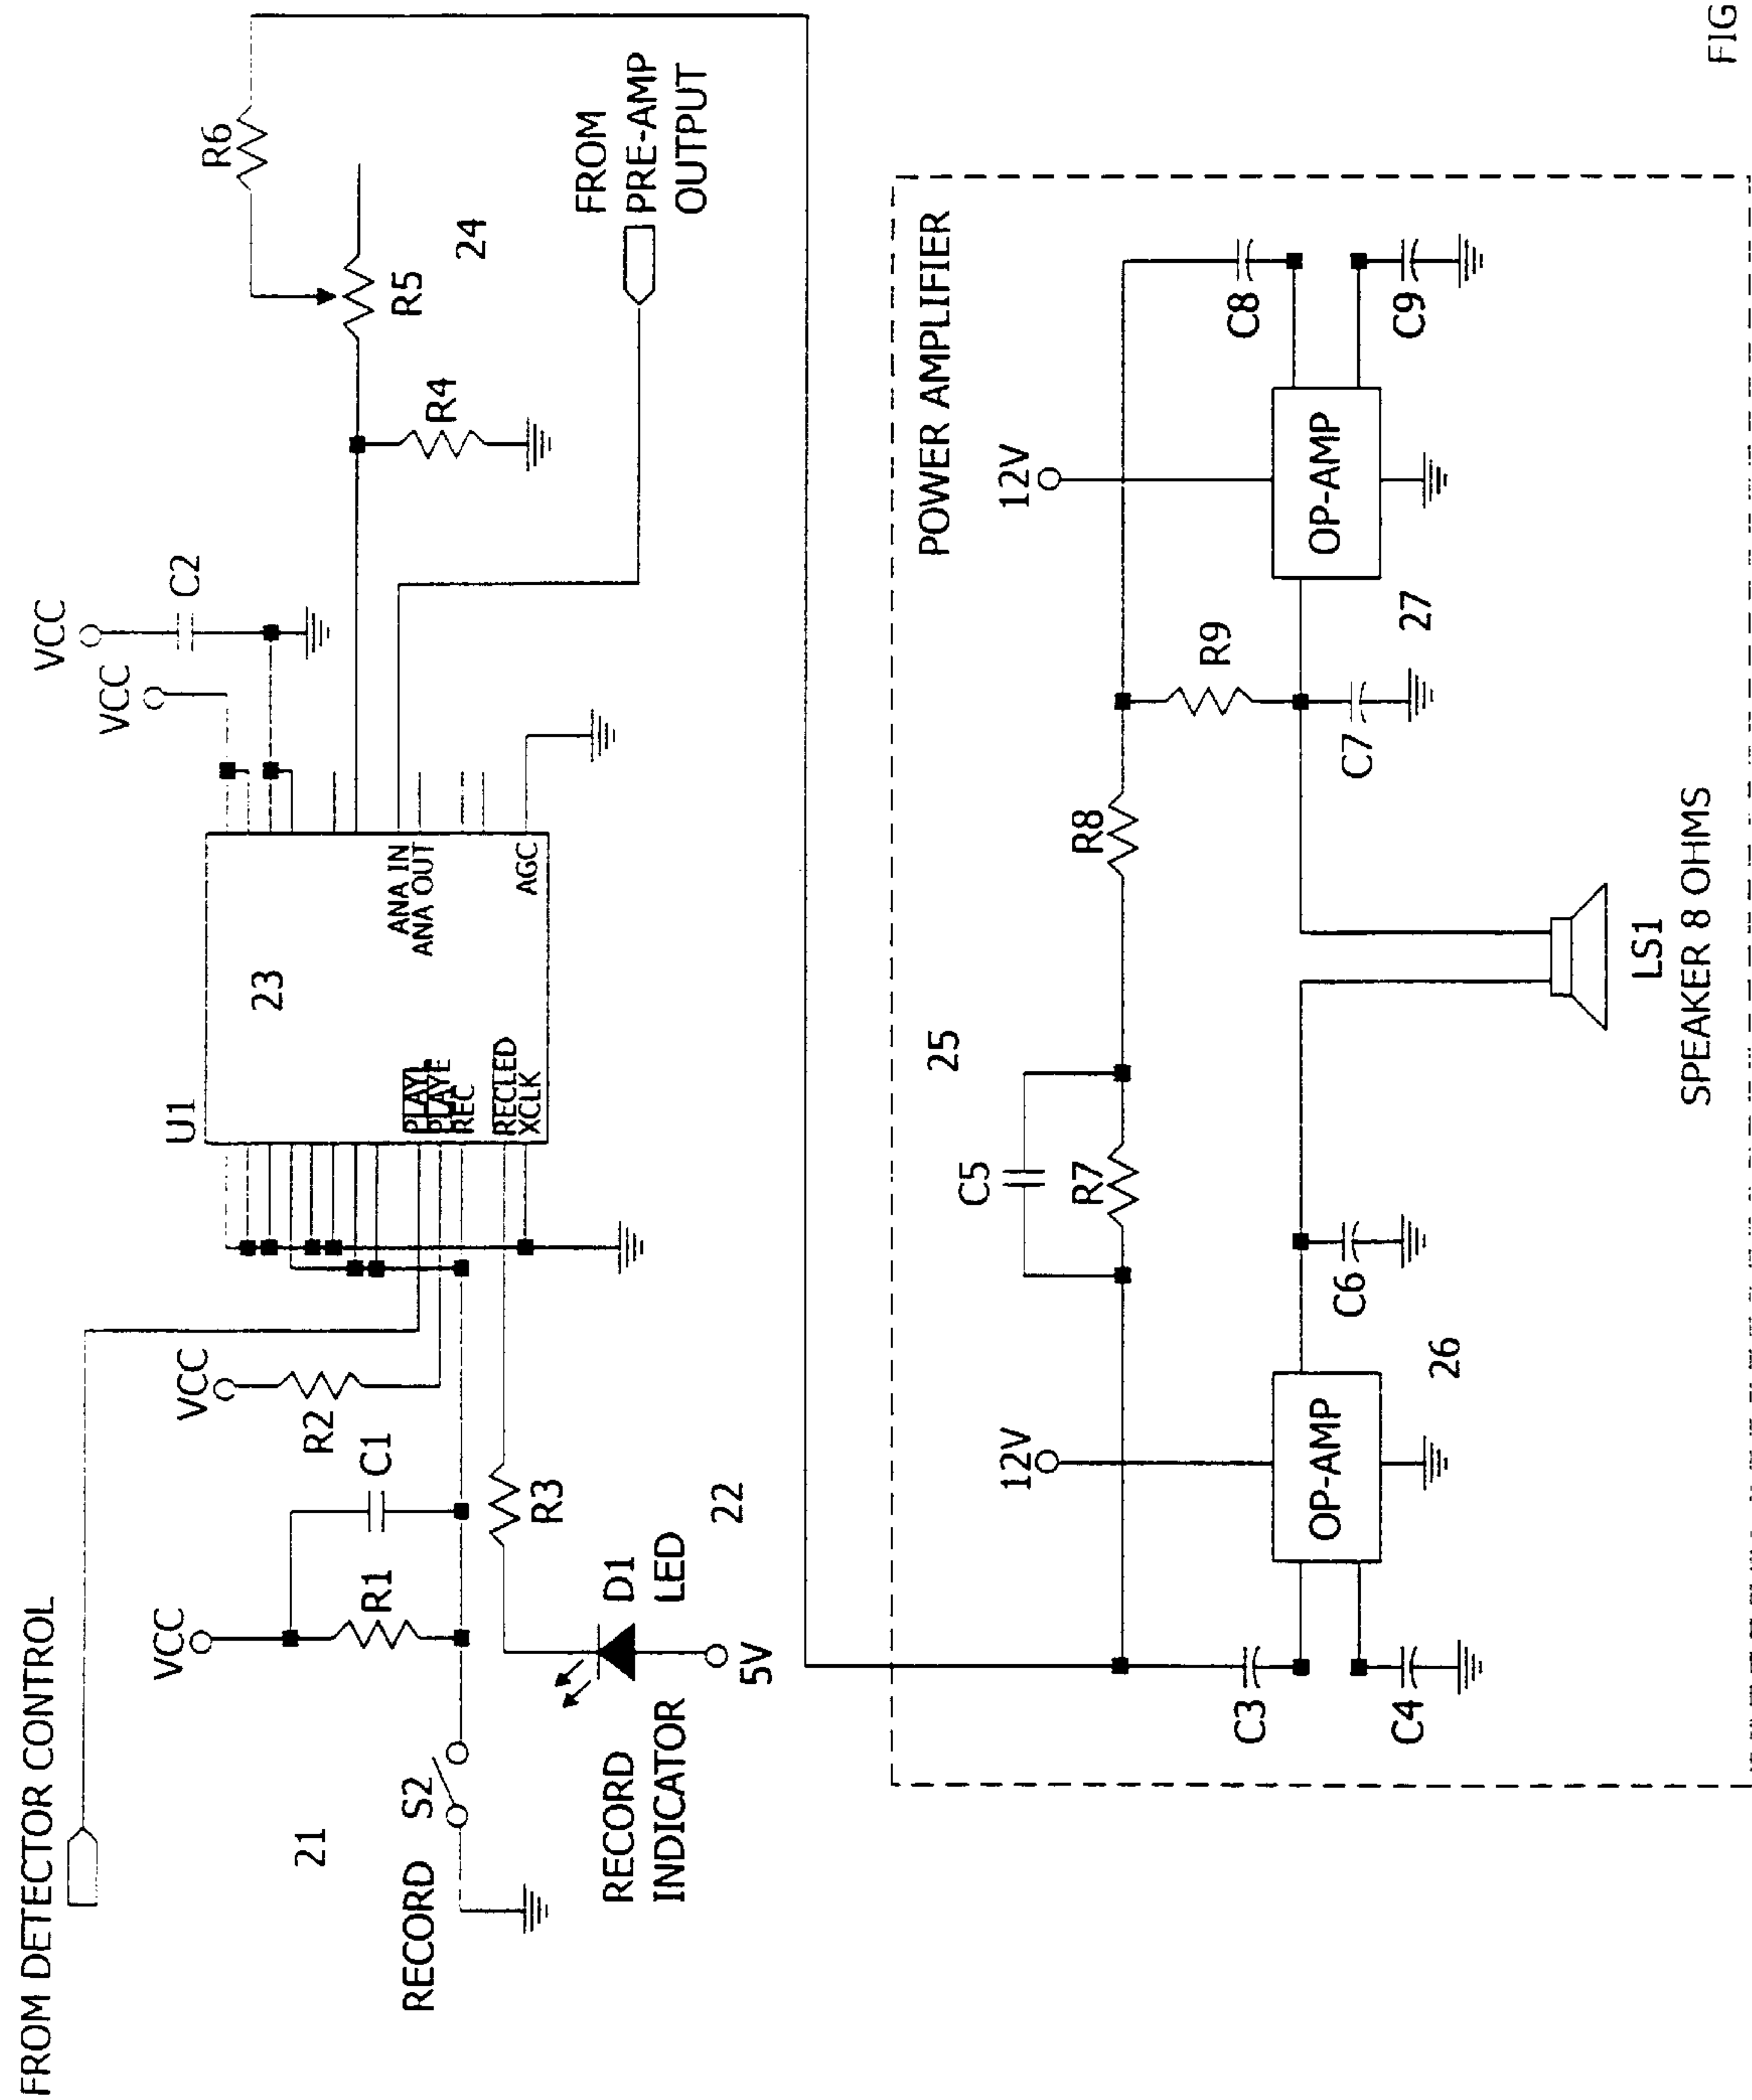 FROM DETECTOR CONTROL
21
RECORD
S2
VCC
R1
C1
VCC
R2
RECORD
INDICATOR
D1
LED
5V
22
R3
U1
23
PLAYL
PLAYE
REC
RECLED
XCLK
ANA IN
ANA OUT
AGC
VCC
VCC
C2
R4
R5
R6
24
FROM
PRE-AMP
OUTPUT
POWER AMPLIFIER
25
C5
R7
R8
R9
12V
12V
C3
C4
OP-AMP
26
C6
LS1
SPEAKER 8 OHMS
C7
27
OP-AMP
C8
C9
FIG